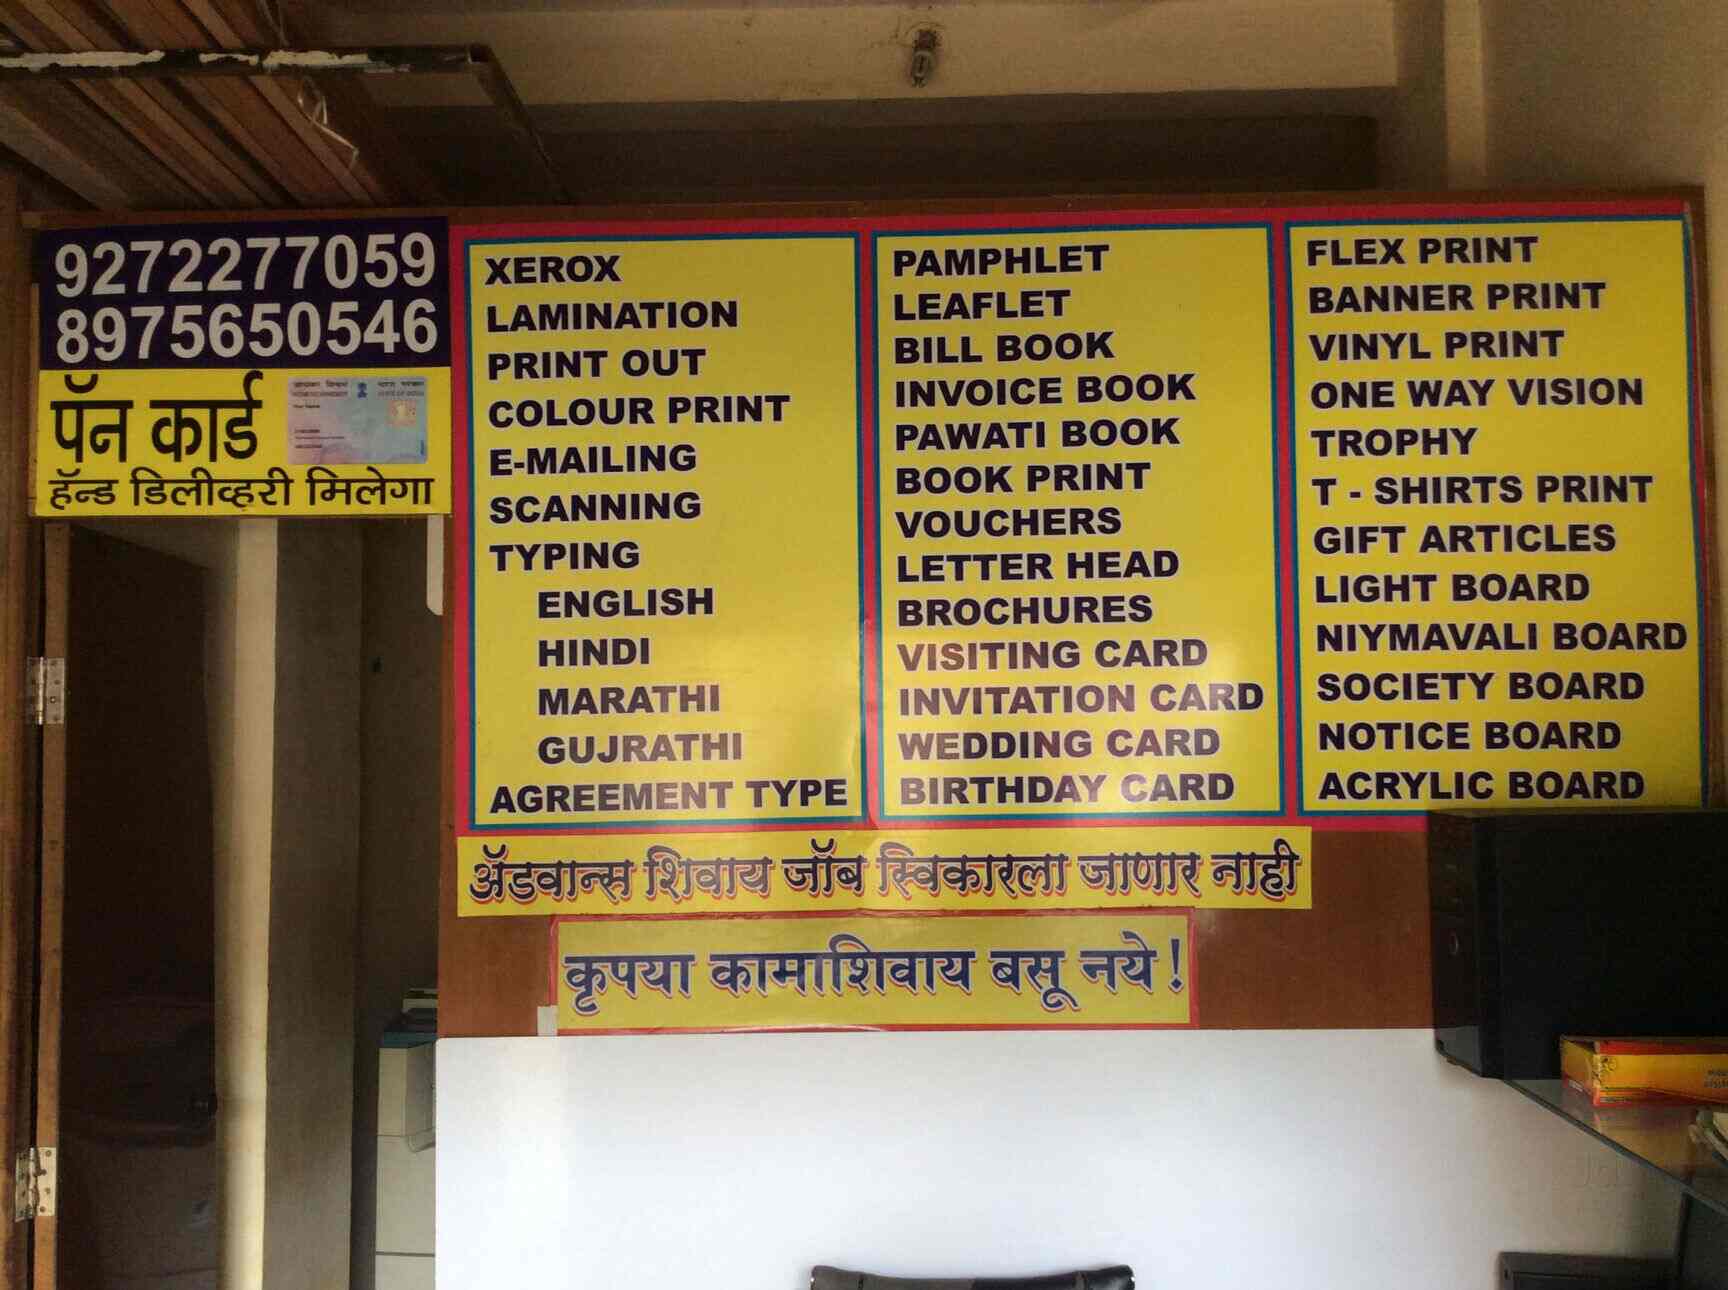 9272277059
8975650546
पॅन कार्ड
हॅन्ड डिलीव्हरी मिलेगा
XEROX
LAMINATION
PRINT OUT
COLOUR PRINT
E-MAILING
SCANNING
TYPING
ENGLISH
HINDI
MARATHI
GUJRATHI
AGREEMENT TYPE
PAMPHLET
LEAFLET
BILL BOOK
INVOICE BOOK
PAWATI BOOK
BOOK PRINT
VOUCHERS
LETTER HEAD
BROCHURES
VISITING CARD
INVITATION CARD
WEDDING CARD
BIRTHDAY CARD
FLEX PRINT
BANNER PRINT
VINYL PRINT
ONE WAY VISION
TROPHY
T - SHIRTS PRINT
GIFT ARTICLES
LIGHT BOARD
NIYMAVALI BOARD
SOCIETY BOARD
NOTICE BOARD
ACRYLIC BOARD
ॲडवान्स शिवाय जॉब स्विकारला जाणार नाही
कृपया कामाशिवाय बसू नये !